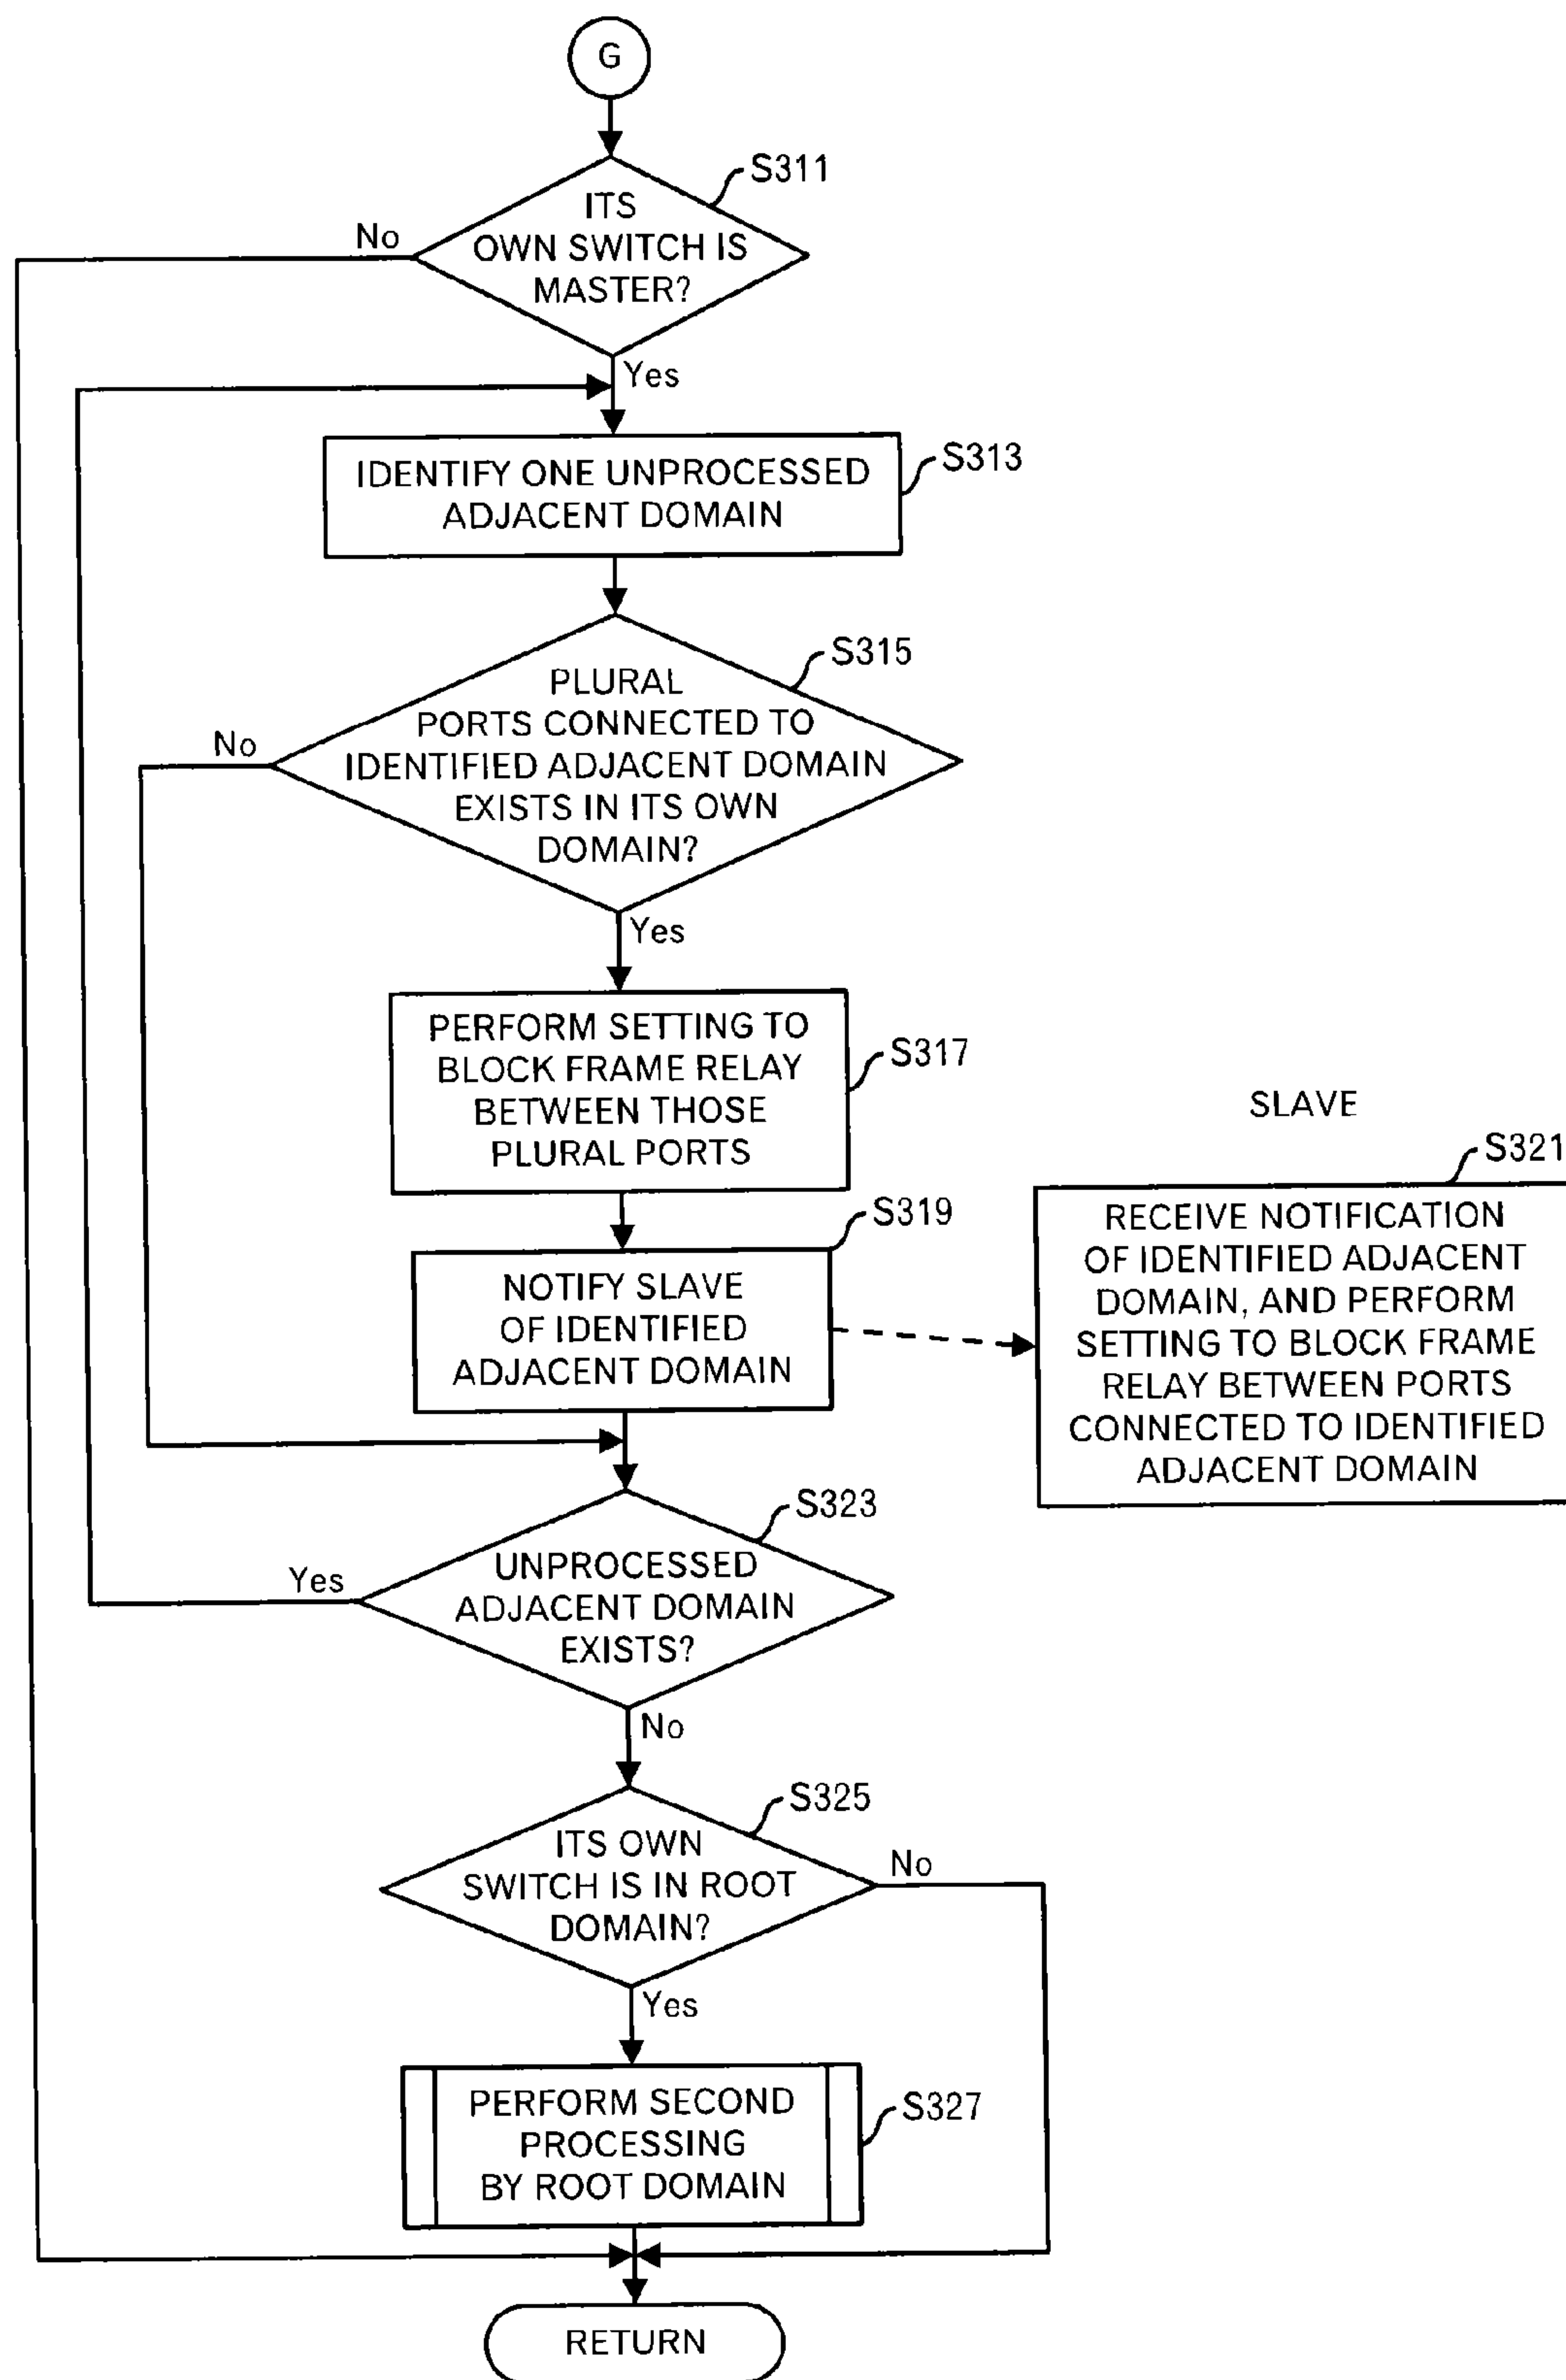 G
S311
ITS
OWN SWITCH IS
MASTER?
No
Yes
IDENTIFY ONE UNPROCESSED
ADJACENT DOMAIN
S313
S315
PLURAL
PORTS CONNECTED TO
IDENTIFIED ADJACENT DOMAIN
EXISTS IN ITS OWN
DOMAIN?
No
Yes
PERFORM SETTING TO
BLOCK FRAME RELAY
BETWEEN THOSE
PLURAL PORTS
S317
S319
NOTIFY SLAVE
OF IDENTIFIED
ADJACENT DOMAIN
SLAVE
S321
RECEIVE NOTIFICATION
OF IDENTIFIED ADJACENT
DOMAIN, AND PERFORM
SETTING TO BLOCK FRAME
RELAY BETWEEN PORTS
CONNECTED TO IDENTIFIED
ADJACENT DOMAIN
S323
UNPROCESSED
ADJACENT DOMAIN
EXISTS?
Yes
No
S325
ITS OWN
SWITCH IS IN ROOT
DOMAIN?
No
Yes
PERFORM SECOND
PROCESSING
BY ROOT DOMAIN
S327
RETURN